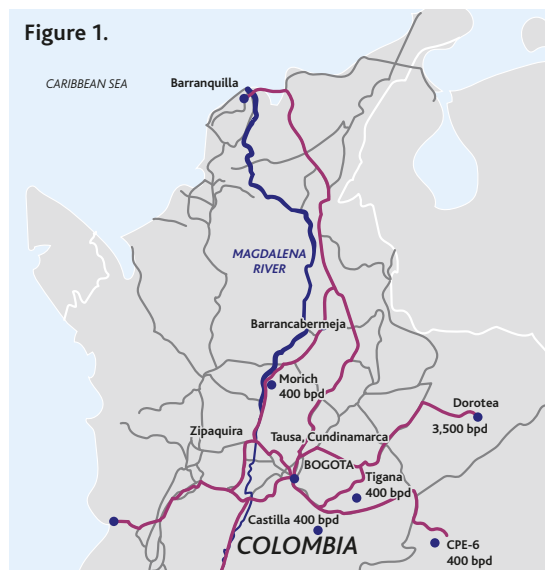 Figure 1.
CARIBBEAN SEA
Barranquilla
MAGDALENA
RIVER
Barrancabermeja
Morich
400 bpd
Dorotea
3,500 bpd
Zipaquira
Tausa, Cundinamarca
BOGOTA
Tigana
400 bpd
Castilla 400 bpd
COLOMBIA
CPE-6
400 bpd